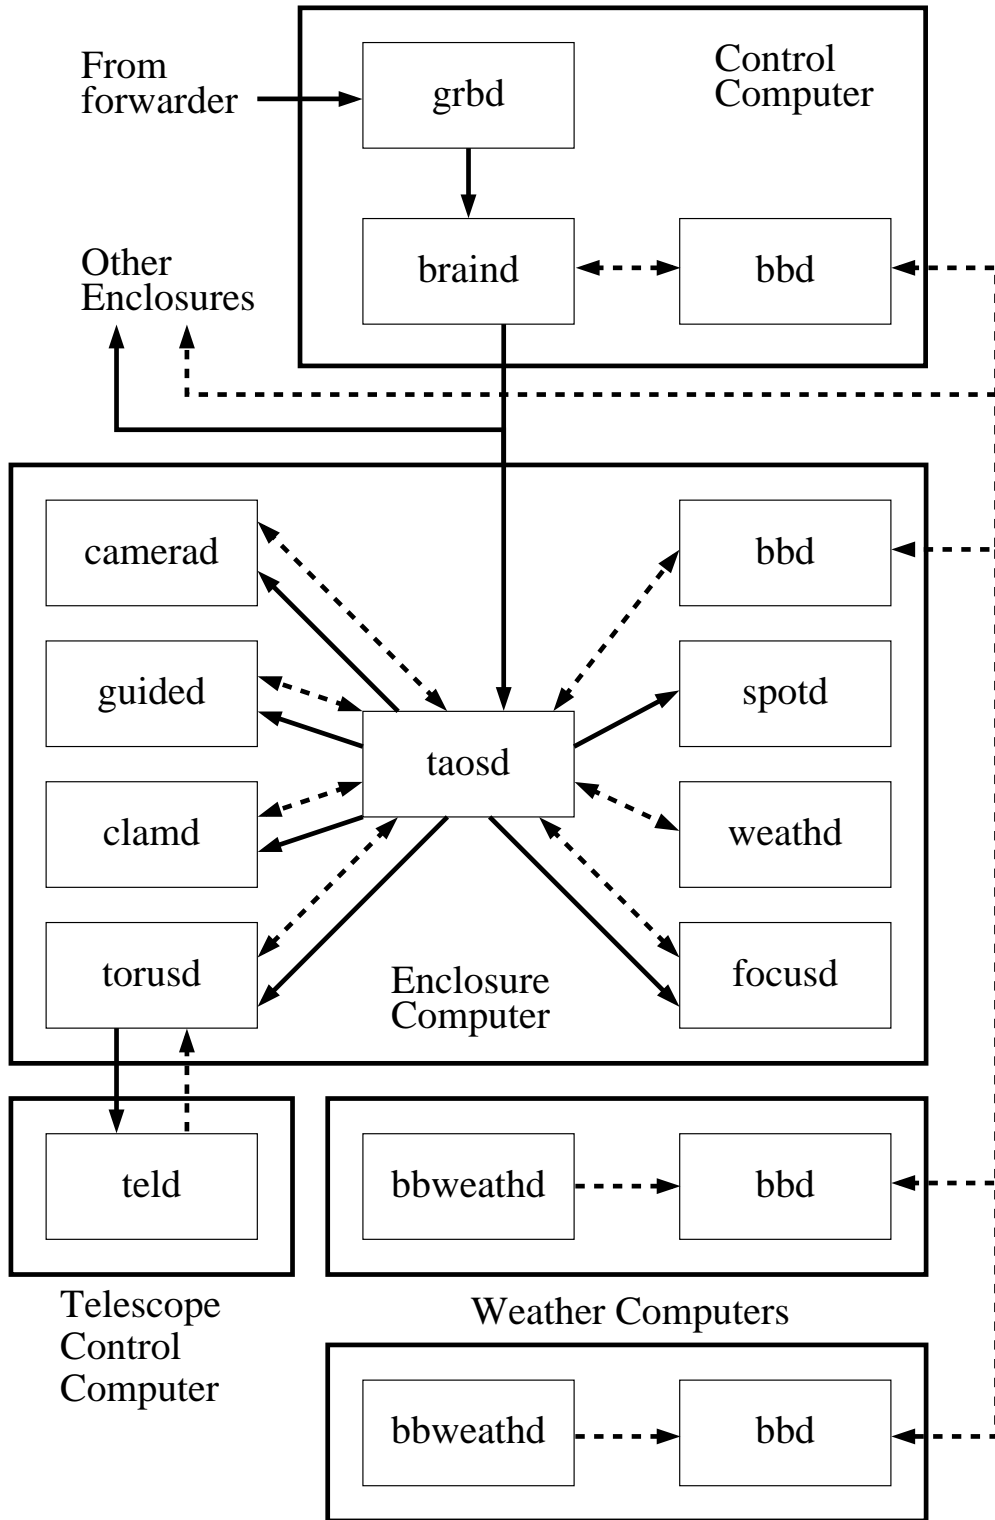 From
forwarder
grbd
Control
Computer
Other
Enclosures
braind
bbd
camerad
bbd
guided
spotd
taosd
clamd
weathd
torusd
focusd
Enclosure
Computer
teld
bbweathd
bbd
Telescope
Control
Computer
Weather Computers
bbweathd
bbd